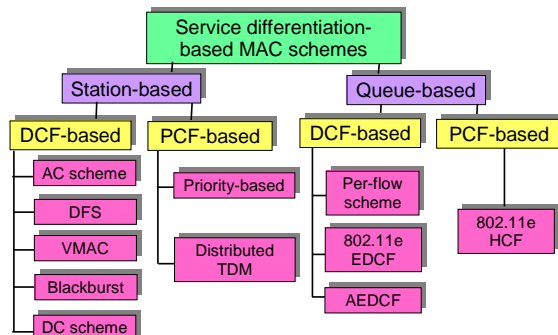 Service differentiation-
based MAC schemes
Station-based
Queue-based
DCF-based
PCF-based
DCF-based
PCF-based
AC scheme
DFS
VMAC
Blackburst
DC scheme
Priority-based
Distributed
TDM
Per-flow
scheme
802.11e
EDCF
AEDCF
802.11e
HCF